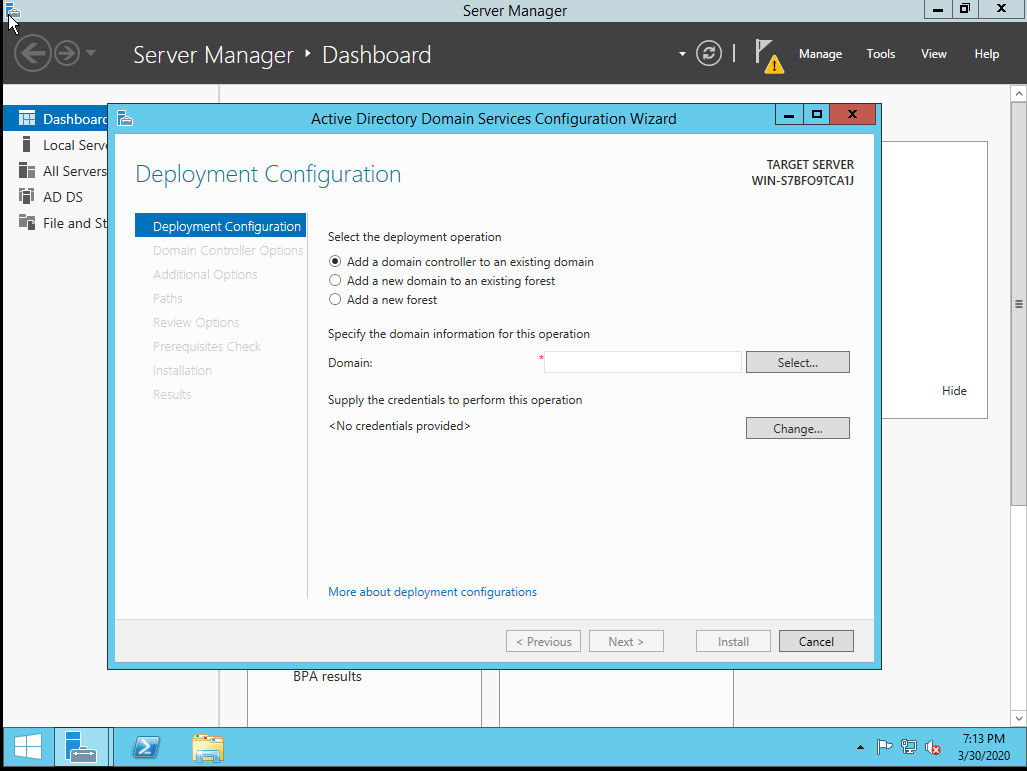 Server Manager
Server Manager ‣ Dashboard
Manage Tools View Help
Dashboard
Local Serve
All Servers
AD DS
File and St
Active Directory Domain Services Configuration Wizard
Deployment Configuration
TARGET SERVER
WIN-S7BFO9TCA1J
Deployment Configuration
Domain Controller Options
Additional Options
Paths
Review Options
Prerequisites Check
Installation
Results
Select the deployment operation
Add a domain controller to an existing domain
Add a new domain to an existing forest
Add a new forest
Specify the domain information for this operation
Domain: * Select...
Supply the credentials to perform this operation
<No credentials provided> Change...
More about deployment configurations
< Previous Next > Install Cancel
Hide
BPA results
7:13 PM
3/30/2020